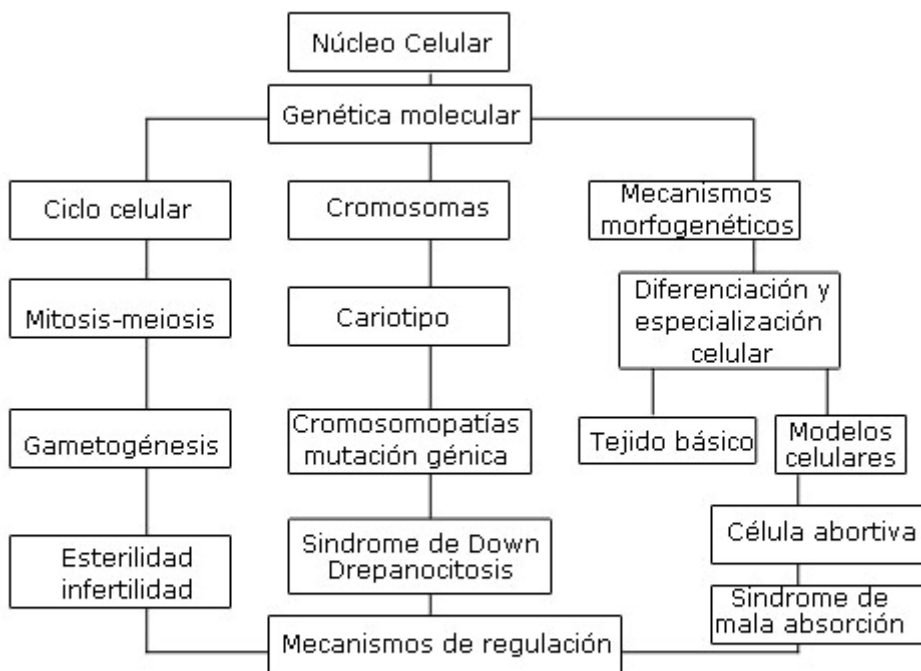 Núcleo Celular
Genética molecular
Ciclo celular
Cromosomas
Mecanismos
morfogenéticos
Mitosis-meiosis
Cariotipo
Diferenciación y
especialización
celular
Gametogénesis
Cromosomopatías
mutación génica
Tejido básico
Modelos
celulares
Esterilidad
infertilidad
Sindrome de Down
Drepanocitosis
Célula abortiva
Sindrome de
mala absorción
Mecanismos de regulación